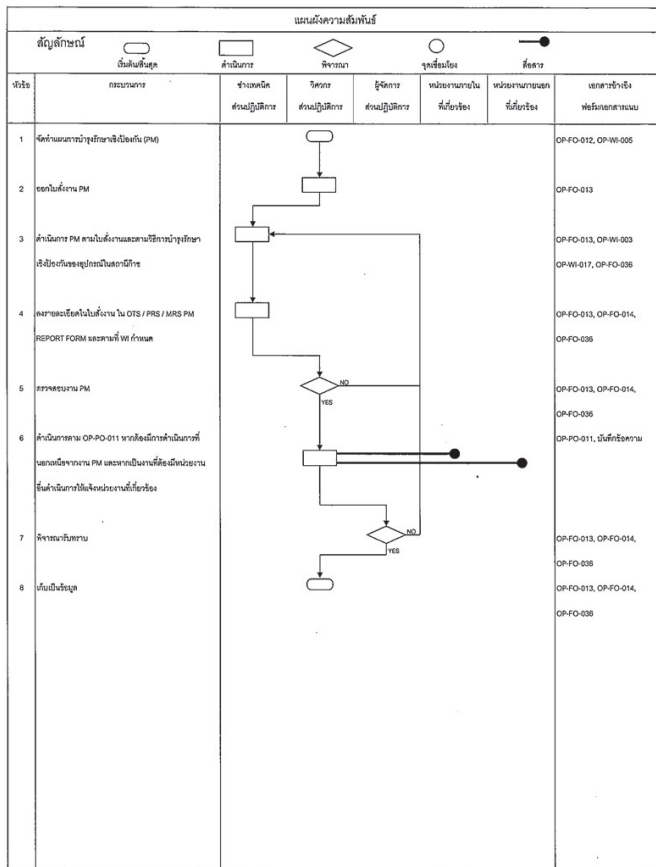 แผนผังความสัมพันธ์
สัญลักษณ์
เริ่มต้น/สิ้นสุด ดำเนินการ พิจารณา จุดเชื่อมโยง สื่อสาร
หัวข้อ กระบวนการ ช่างเทคนิค วิศวกร ผู้จัดการ หน่วยงานภายใน หน่วยงานภายนอก เอกสารอ้างอิง
ส่วนปฏิบัติการ ส่วนปฏิบัติการ ส่วนปฏิบัติการ ที่เกี่ยวข้อง ที่เกี่ยวข้อง ฟอร์มเอกสารแนบ
1 จัดทำแผนการบำรุงรักษาเชิงป้องกัน (PM) OP-FO-012, OP-WI-005
2 ออกใบสั่งงาน PM OP-FO-013
3 ดำเนินการ PM ตามใบสั่งงานและตามวิธีการบำรุงรักษา OP-FO-013, OP-WI-003
เชิงป้องกันของอุปกรณ์ในสถานีก๊าซ OP-WI-017, OP-FO-036
4 ลงรายละเอียดในใบสั่งงาน ใน OTS / PRS / MRS PM OP-FO-013, OP-FO-014,
REPORT FORM และตามที่ WI กำหนด OP-FO-036
5 ตรวจสอบงาน PM NO OP-FO-013, OP-FO-014,
YES OP-FO-036
6 ดำเนินการตาม OP-PO-011 หากต้องมีการดำเนินการที่ OP-PO-011, บันทึกข้อความ
นอกเหนือจากงาน PM และหากเป็นงานที่ต้องมีหน่วยงาน
อื่นดำเนินการให้แจ้งหน่วยงานที่เกี่ยวข้อง
7 พิจารณารับทราบ NO OP-FO-013, OP-FO-014,
YES OP-FO-036
8 เก็บเป็นข้อมูล OP-FO-013, OP-FO-014,
OP-FO-036